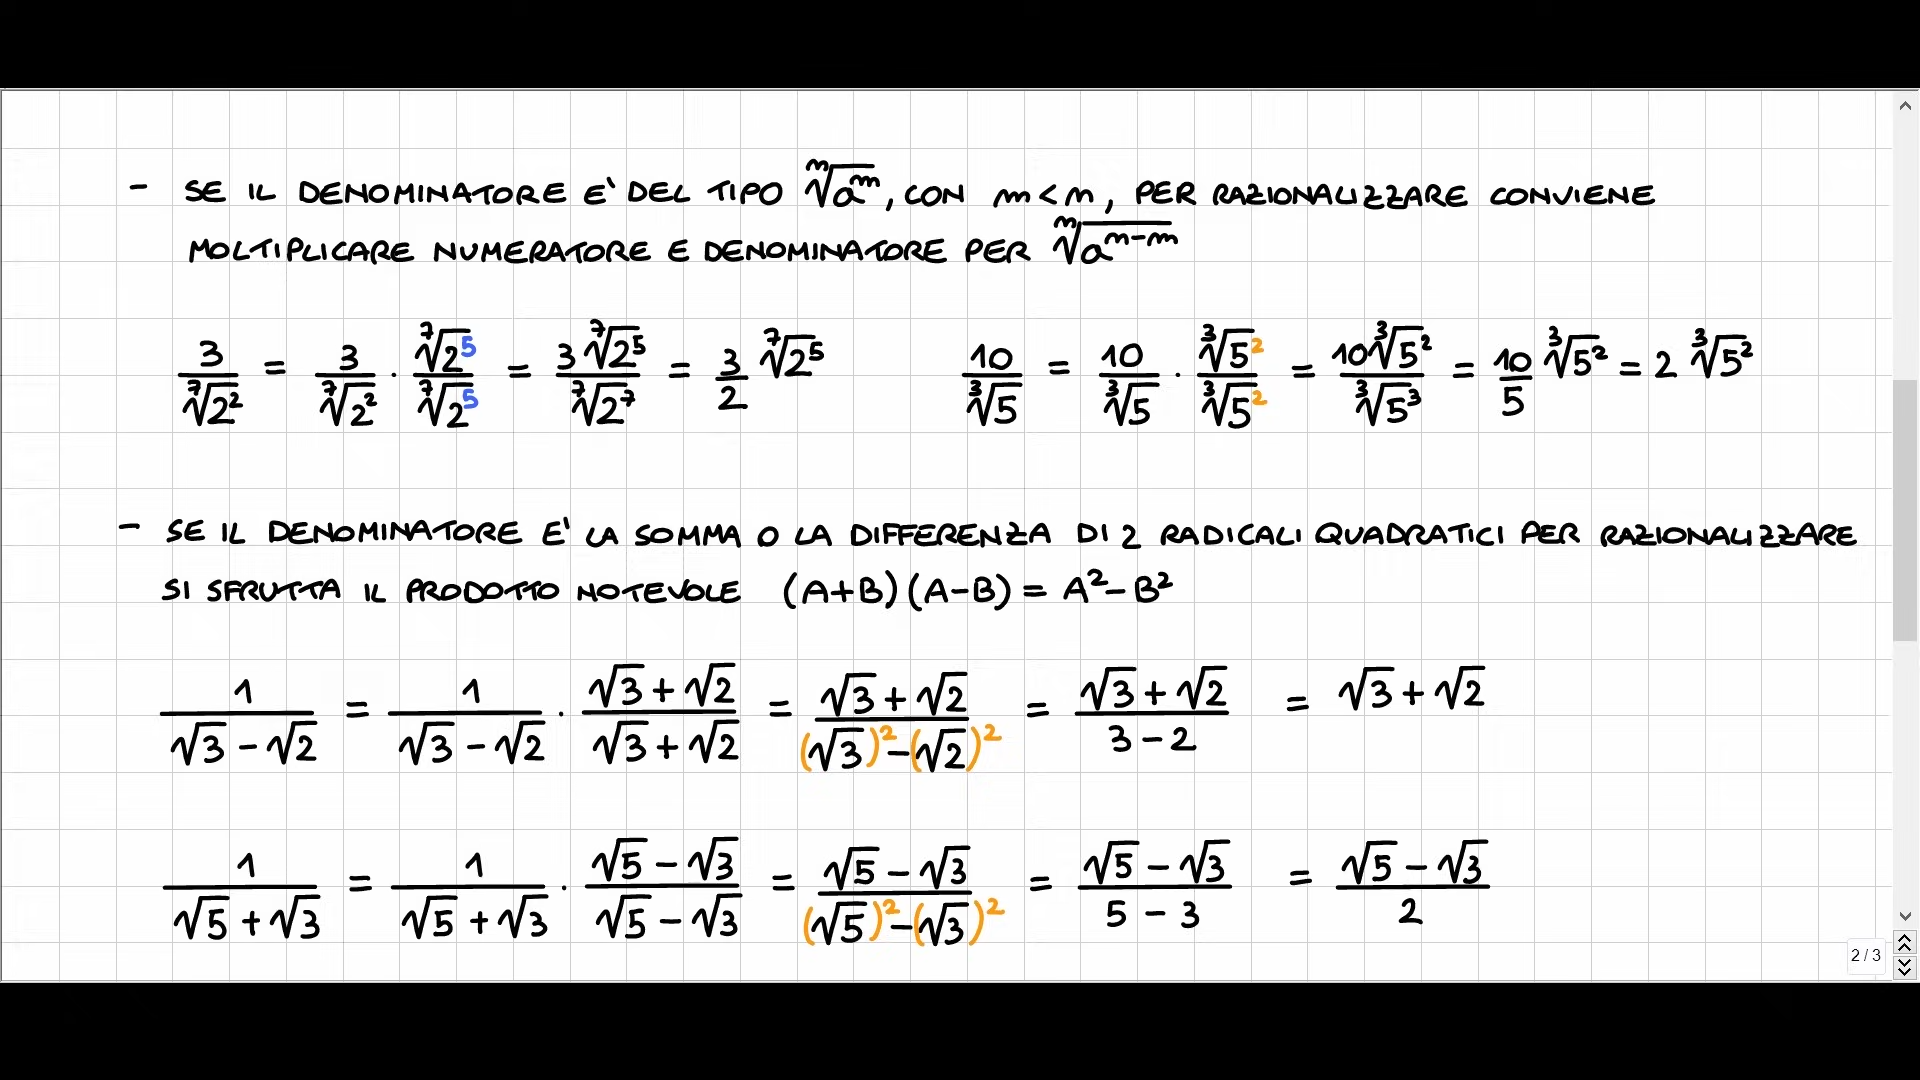 - SE IL DENOMINATORE E' DEL TIPO ⁿ√(a^m), CON m<n, PER RAZIONALIZZARE CONVIENE
MOLTIPLICARE NUMERATORE E DENOMINATORE PER ⁿ√(a^(n-m))
3/⁷√(2²) = 3/⁷√(2²) · ⁷√(2⁵)/⁷√(2⁵) = 3 ⁷√(2⁵)/⁷√(2⁷) = 3/2 ⁷√(2⁵)
10/³√5 = 10/³√5 · ³√(5²)/³√(5²) = 10 ³√(5²)/³√(5³) = 10/5 ³√(5²) = 2 ³√(5²)
- SE IL DENOMINATORE E' LA SOMMA O LA DIFFERENZA DI 2 RADICALI QUADRATICI PER RAZIONALIZZARE
SI SFRUTTA IL PRODOTTO NOTEVOLE (A+B)(A-B) = A²-B²
1/(√3 - √2) = 1/(√3 - √2) · (√3 + √2)/(√3 + √2) = (√3 + √2)/((√3)² - (√2)²) = (√3 + √2)/(3 - 2) = √3 + √2
1/(√5 + √3) = 1/(√5 + √3) · (√5 - √3)/(√5 - √3) = (√5 - √3)/((√5)² - (√3)²) = (√5 - √3)/(5 - 3) = (√5 - √3)/2
2 / 3